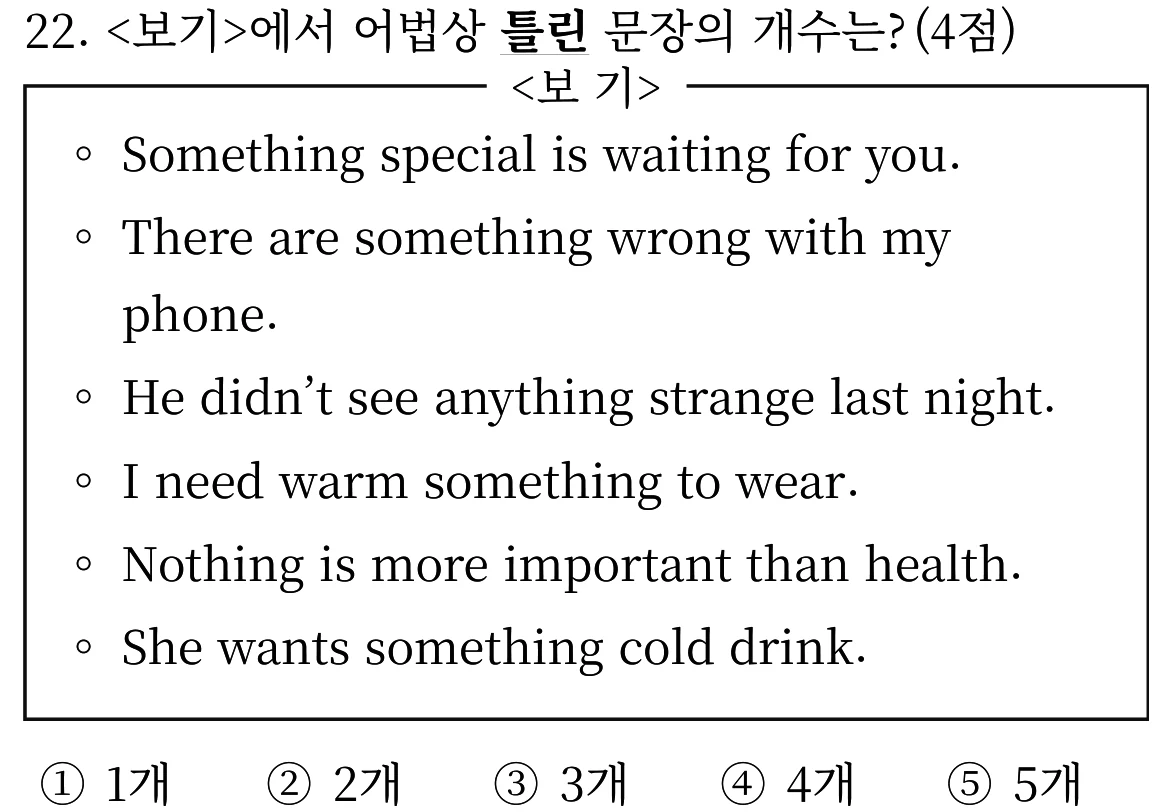 22. <보기>에서 어법상 틀린 문장의 개수는?(4점)
<보 기>
◦ Something special is waiting for you.
◦ There are something wrong with my
phone.
◦ He didn’t see anything strange last night.
◦ I need warm something to wear.
◦ Nothing is more important than health.
◦ She wants something cold drink.
① 1개 ② 2개 ③ 3개 ④ 4개 ⑤ 5개